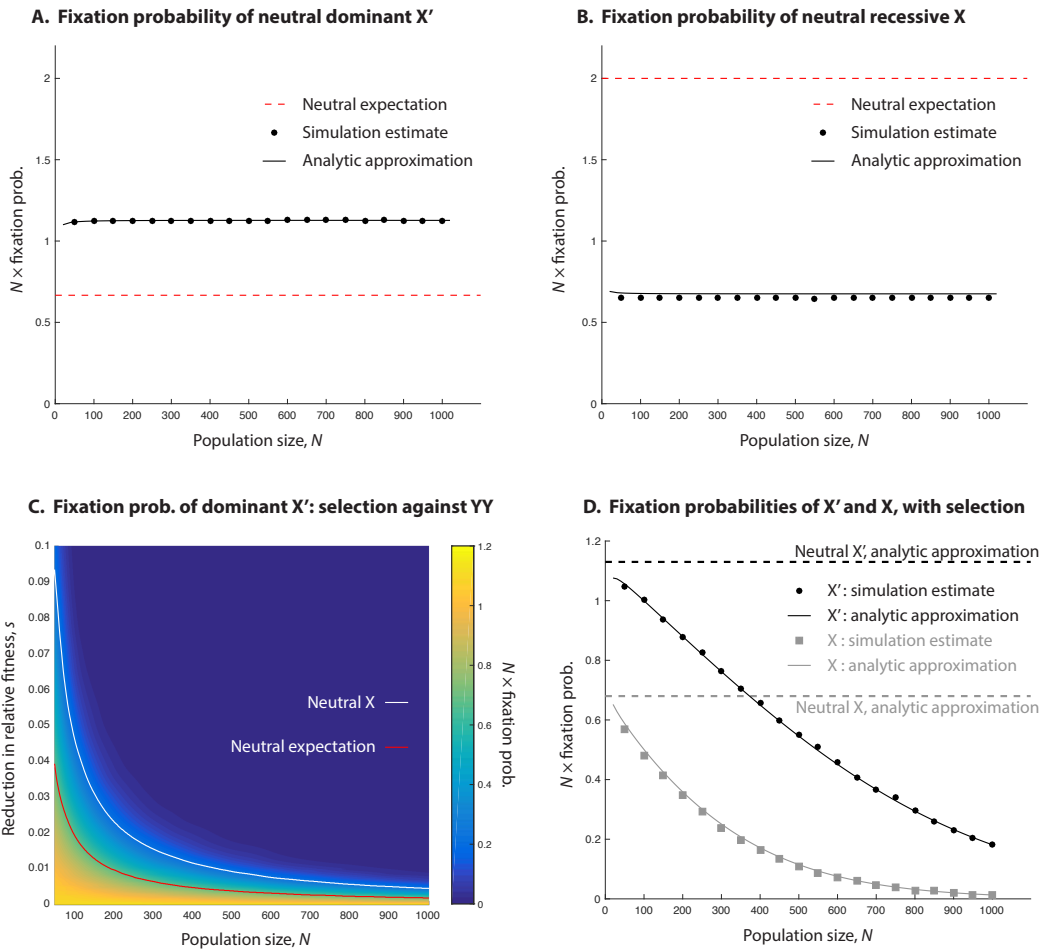 A. Fixation probability of neutral dominant X′
2
1.5
1
0.5
0
N × fixation prob.
Neutral expectation
Simulation estimate
Analytic approximation
0 100 200 300 400 500 600 700 800 900 1000
Population size, N
B. Fixation probability of neutral recessive X
2
1.5
1
0.5
0
N × fixation prob.
Neutral expectation
Simulation estimate
Analytic approximation
0 100 200 300 400 500 600 700 800 900 1000
Population size, N
C. Fixation prob. of dominant X′: selection against YY
0.1
0.09
0.08
0.07
0.06
0.05
0.04
0.03
0.02
0.01
0
Reduction in relative fitness, s
Neutral X
Neutral expectation
100 200 300 400 500 600 700 800 900 1000
Population size, N
1.2
1
0.8
0.6
0.4
0.2
0
N × fixation prob.
D. Fixation probabilities of X′ and X, with selection
1.2
1
0.8
0.6
0.4
0.2
0
N × fixation prob.
Neutral X′, analytic approximation
X′ : simulation estimate
X′ : analytic approximation
X : simulation estimate
X : analytic approximation
Neutral X, analytic approximation
0 100 200 300 400 500 600 700 800 900 1000
Population size, N